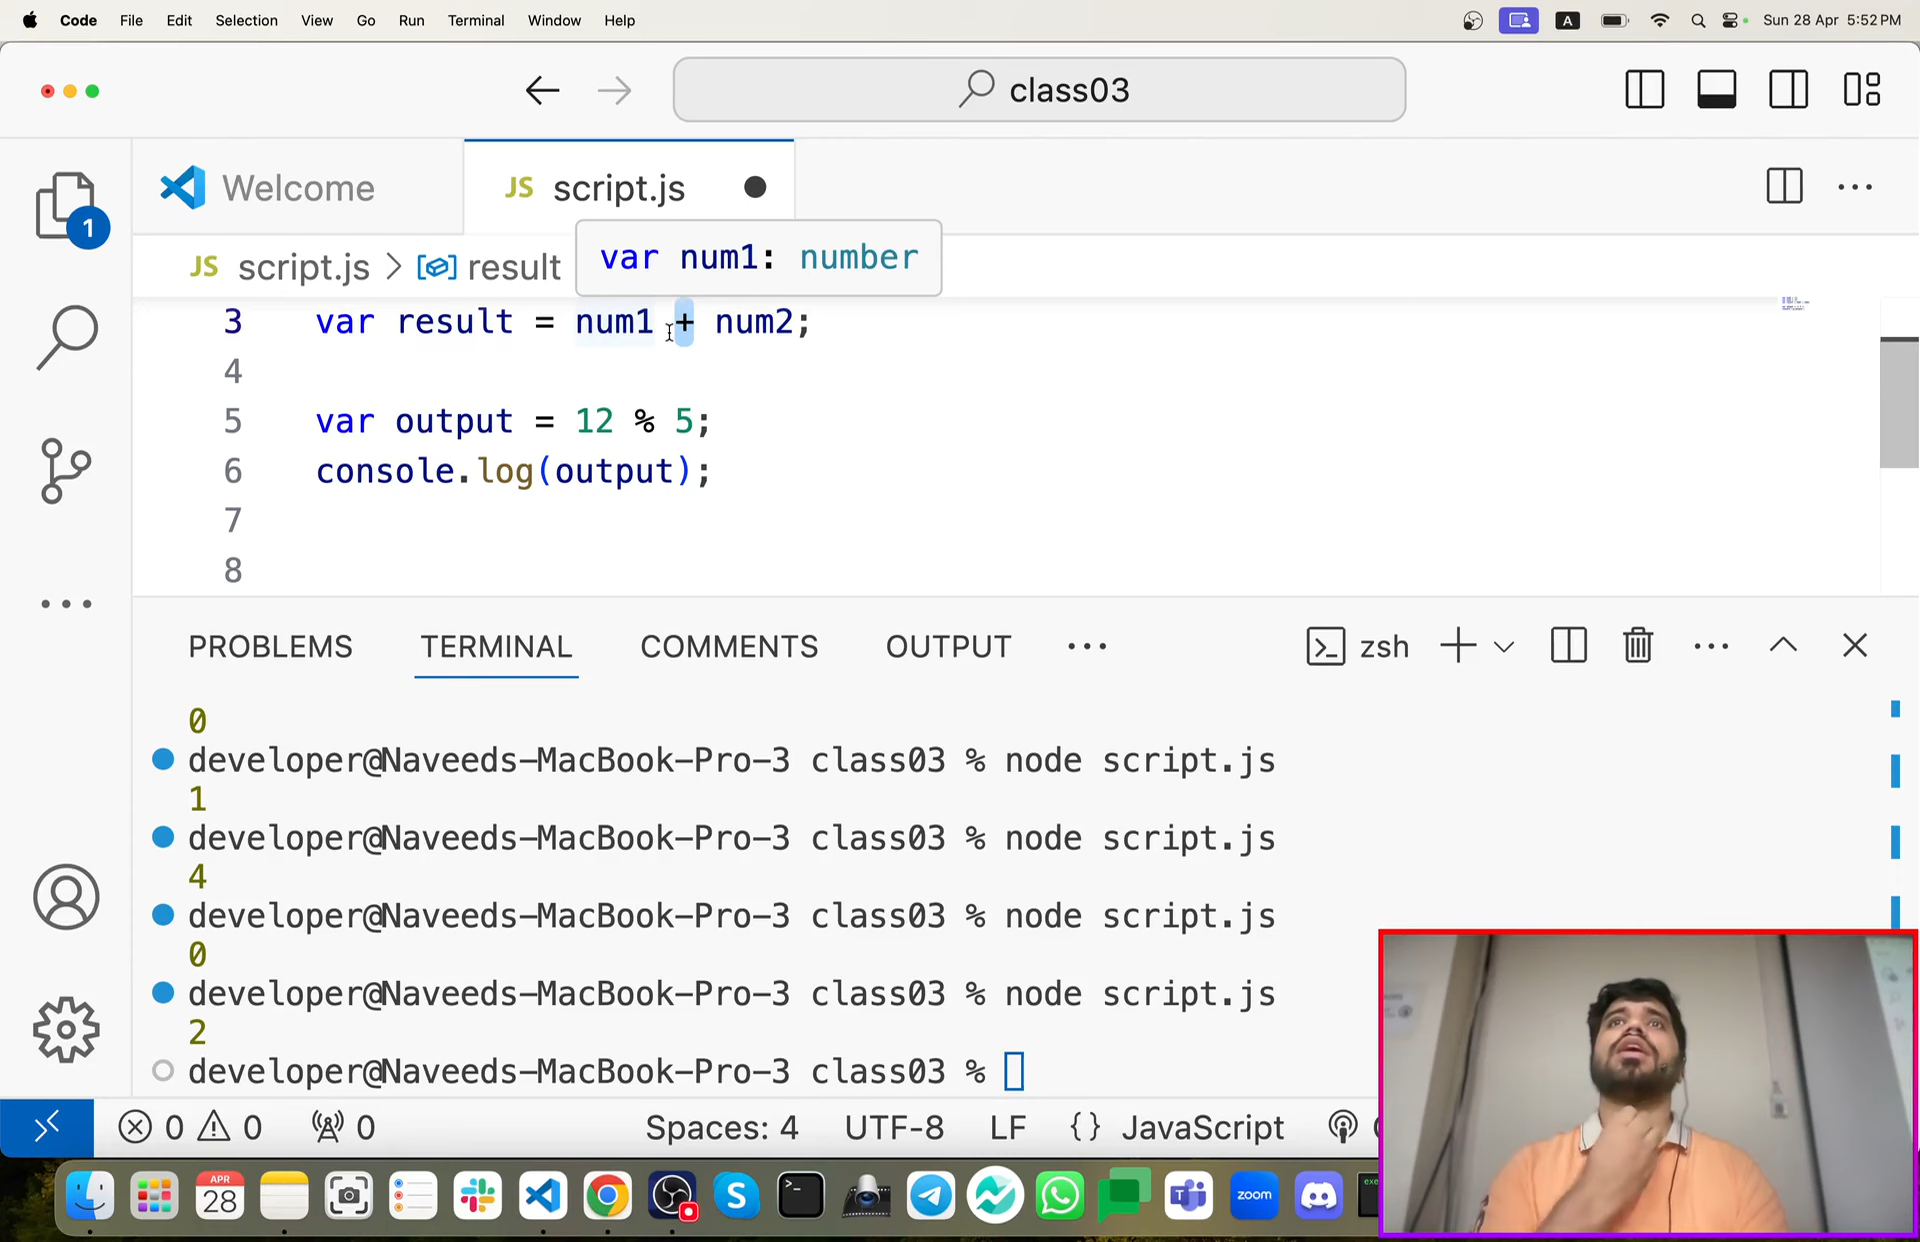 Code File Edit Selection View Go Run Terminal Window Help A Sun 28 Apr 5:52 PM
class03
1 Welcome JS script.js
JS script.js > result
var num1: number
3 var result = num1 + num2;
4
5 var output = 12 % 5;
6 console.log(output);
7
8
PROBLEMS TERMINAL COMMENTS OUTPUT ... zsh
0
developer@Naveeds-MacBook-Pro-3 class03 % node script.js
1
developer@Naveeds-MacBook-Pro-3 class03 % node script.js
4
developer@Naveeds-MacBook-Pro-3 class03 % node script.js
0
developer@Naveeds-MacBook-Pro-3 class03 % node script.js
2
developer@Naveeds-MacBook-Pro-3 class03 %
0 0 0 Spaces: 4 UTF-8 LF {} JavaScript
APR
28 S >_ zoom exe